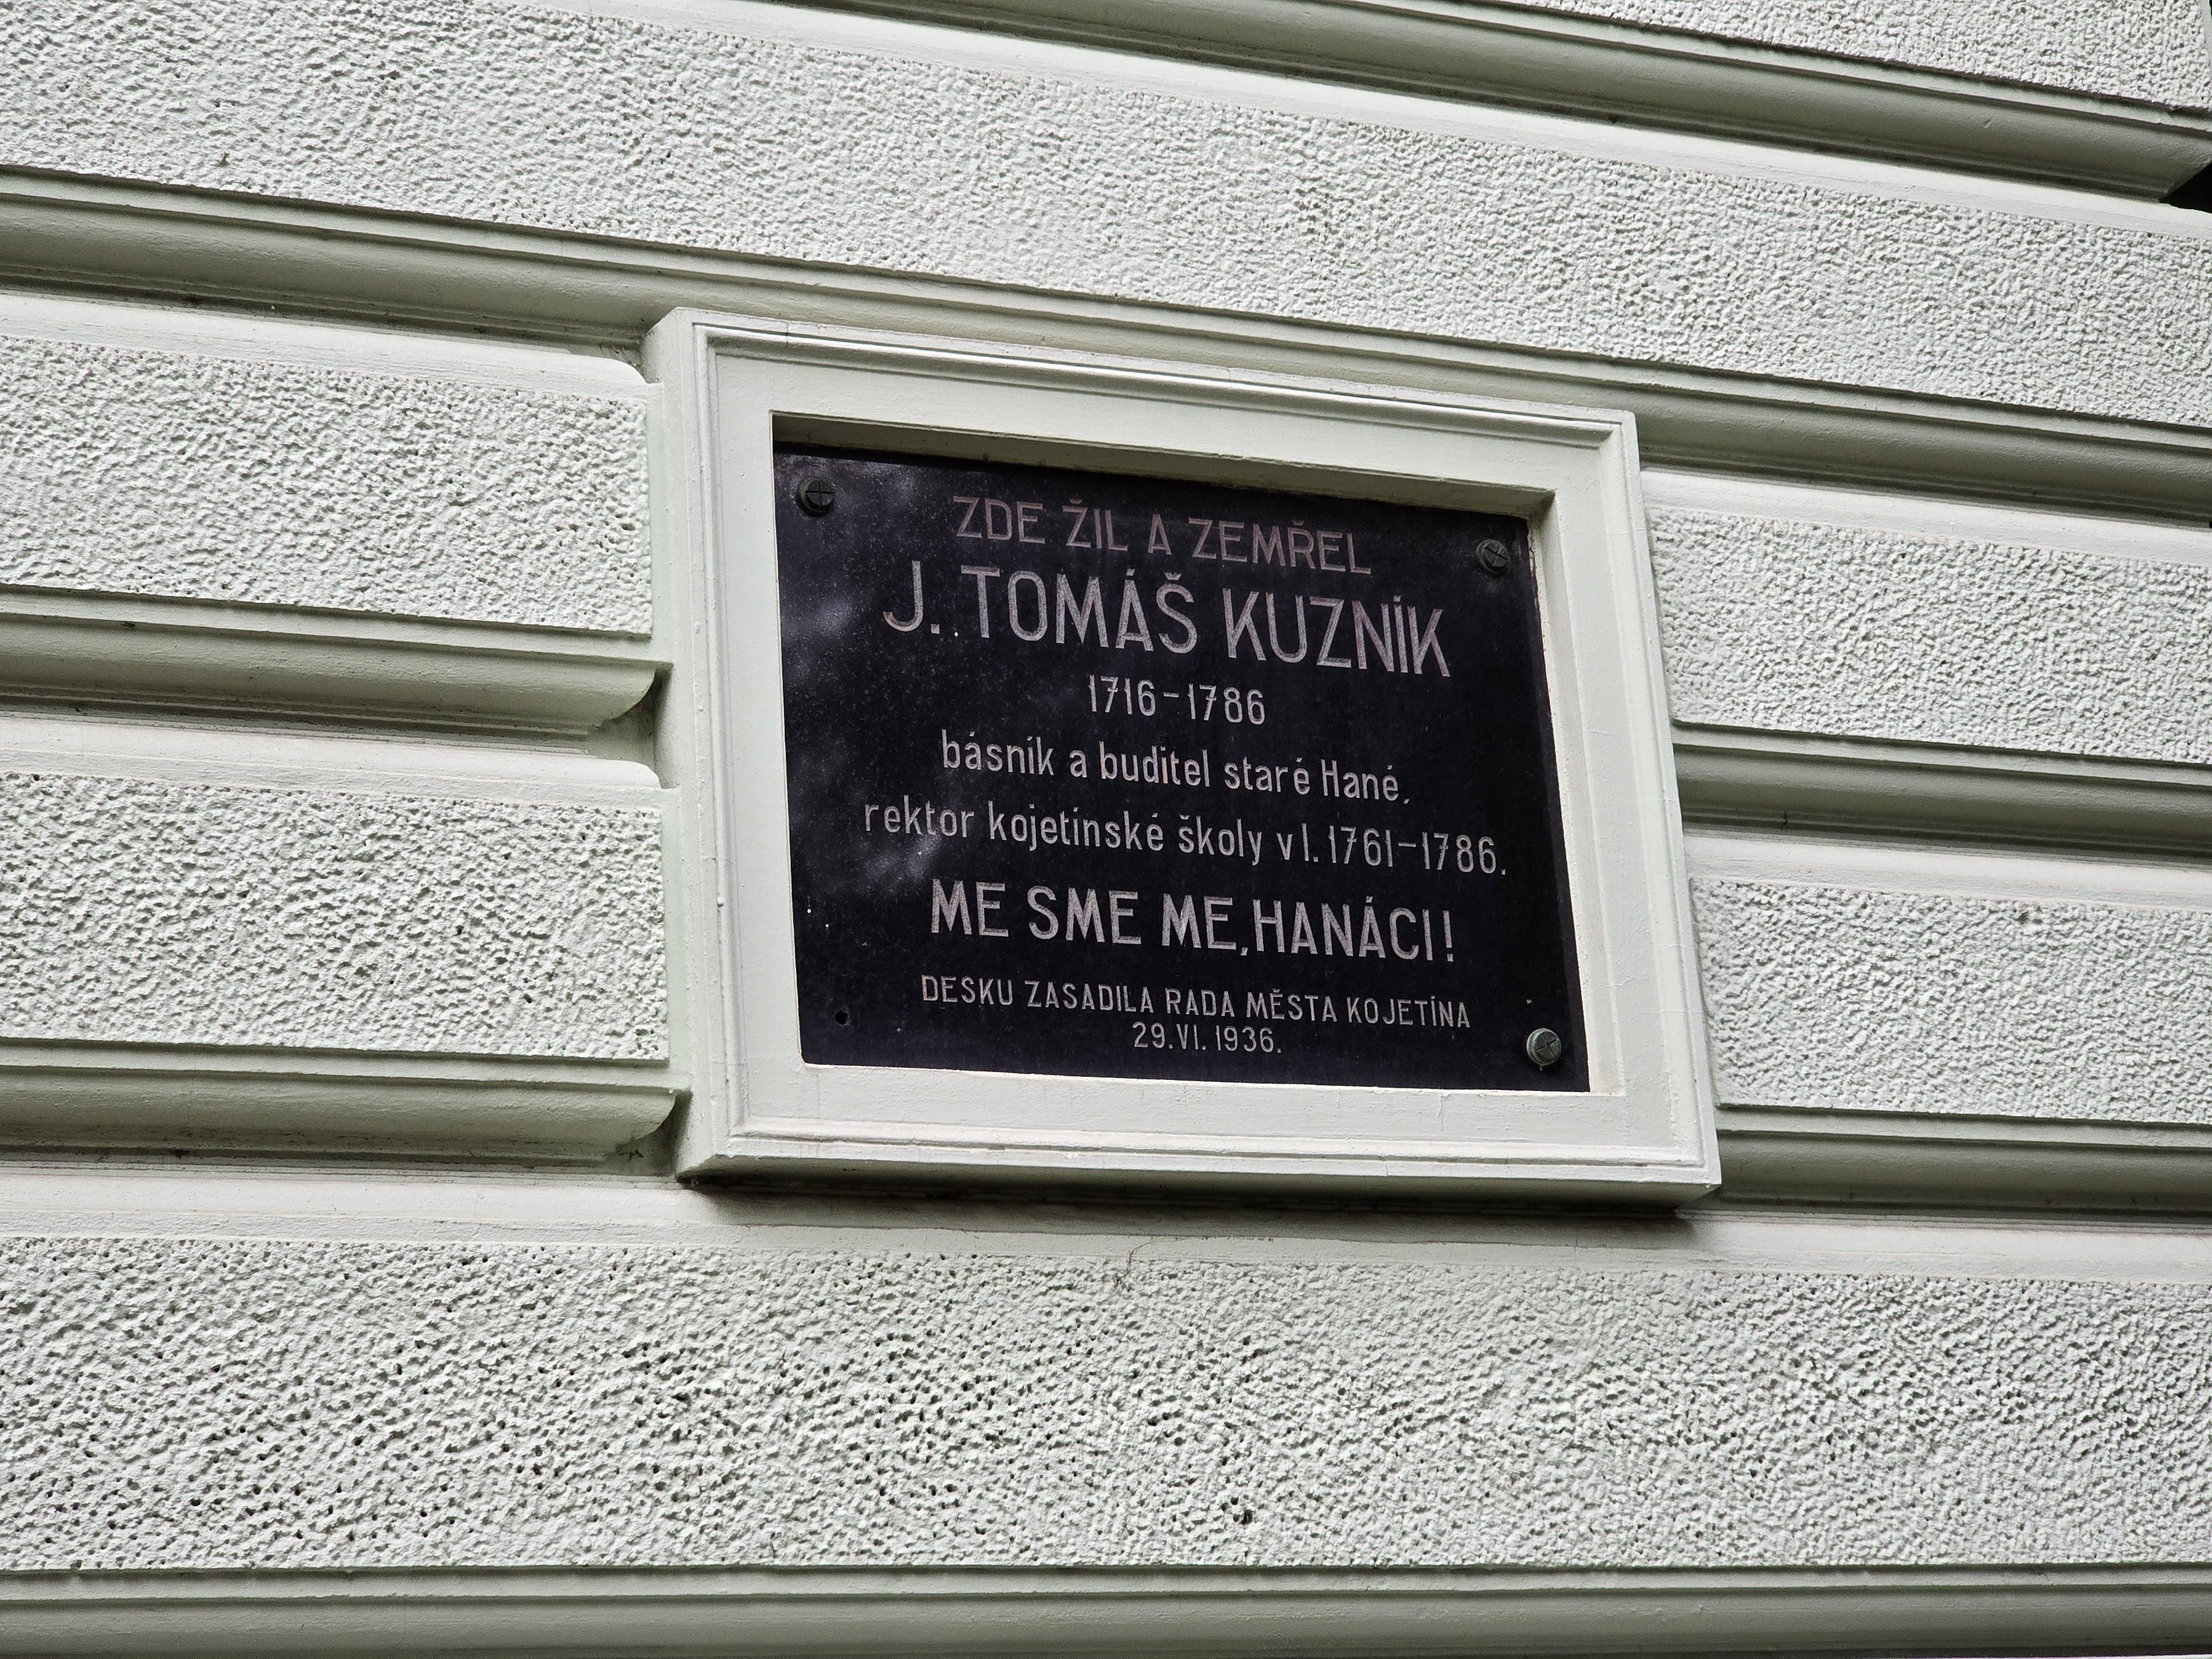 ZDE ŽIL A ZEMŘEL
J. TOMÁŠ KUZNÍK
1716-1786
básník a buditel staré Hané,
rektor kojetínské školy v l. 1761-1786.
ME SME ME, HANÁCI!
DESKU ZASADILA RADA MĚSTA KOJETÍNA
29.VI.1936.